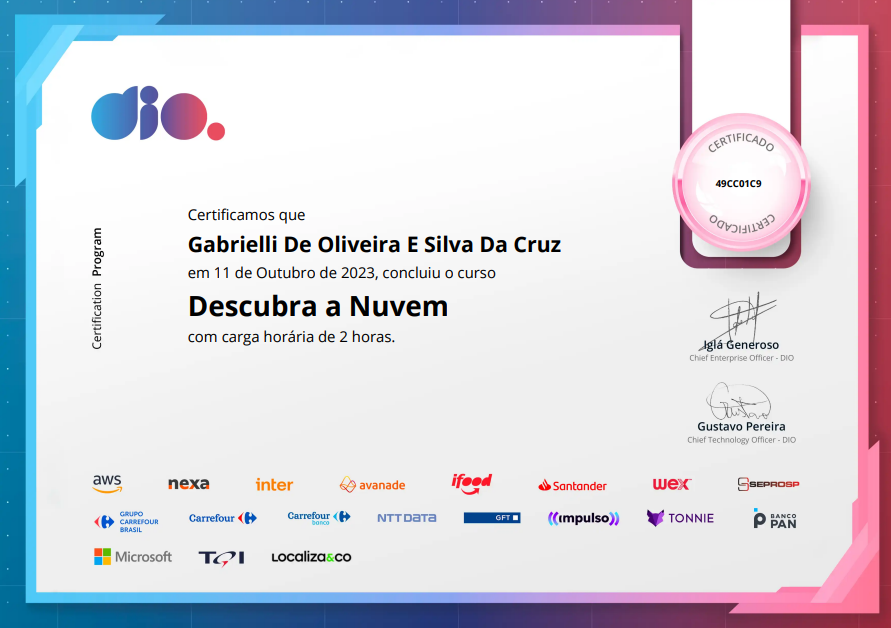 dio.
CERTIFICADO
49CC01C9
CERTIFICADO
Certification Program
Certificamos que
Gabrielli De Oliveira E Silva Da Cruz
em 11 de Outubro de 2023, concluiu o curso
Descubra a Nuvem
com carga horária de 2 horas.
Iglá Generoso
Chief Enterprise Officer - DIO
Gustavo Pereira
Chief Technology Officer - DIO
aws nexa inter avanade ifood Santander wex SEPROSP
GRUPO
CARREFOUR
BRASIL
Carrefour
Carrefour
banco
NTT DATA GFT impulso TONNIE
BANCO
PAN
Microsoft TQI LOCALIZA&CO